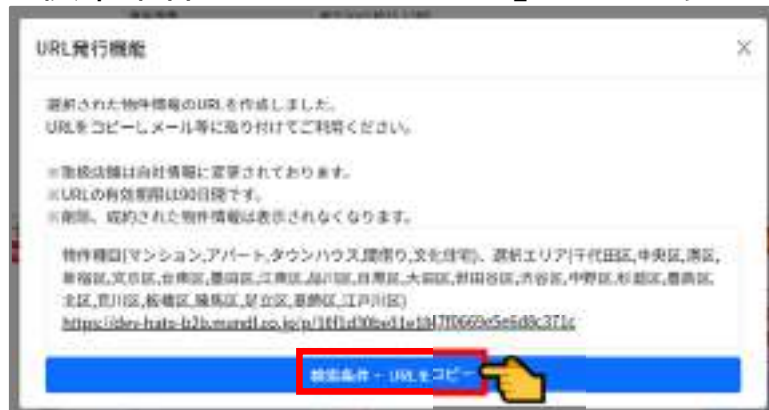 URL発行機能
×
選択された物件情報のURLを作成しました。
URLをコピーしメール等に貼り付けてご利用ください。
※取扱店舗は自社情報に変更されております。
※URLの有効期限は90日間です。
※削除、成約された物件情報は表示されなくなります。
物件種目(マンション,アパート,タウンハウス,間借り,文化住宅)、選択エリア(千代田区,中央区,港区,
新宿区,文京区,台東区,墨田区,江東区,品川区,目黒区,大田区,世田谷区,渋谷区,中野区,杉並区,豊島区,
北区,荒川区,板橋区,練馬区,足立区,葛飾区,江戸川区)
検索条件・URLをコピー